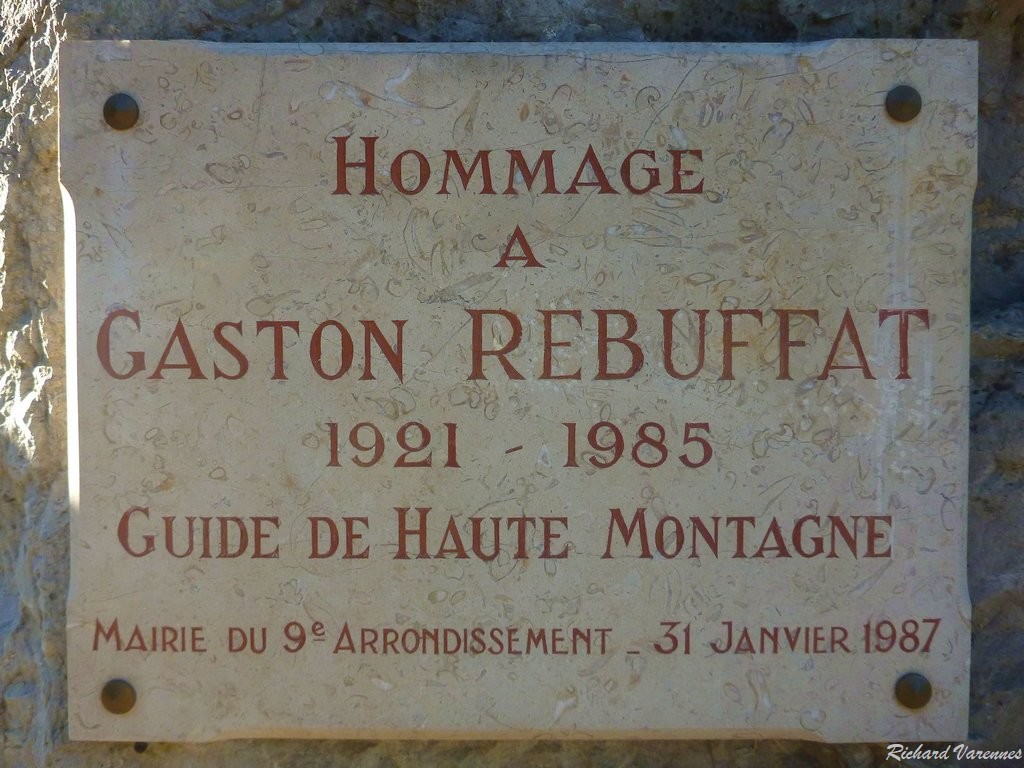 HOMMAGE
A
GASTON REBUFFAT
1921 - 1985
GUIDE DE HAUTE MONTAGNE
MAIRIE DU 9e ARRONDISSEMENT _ 31 JANVIER 1987
Richard Varennes